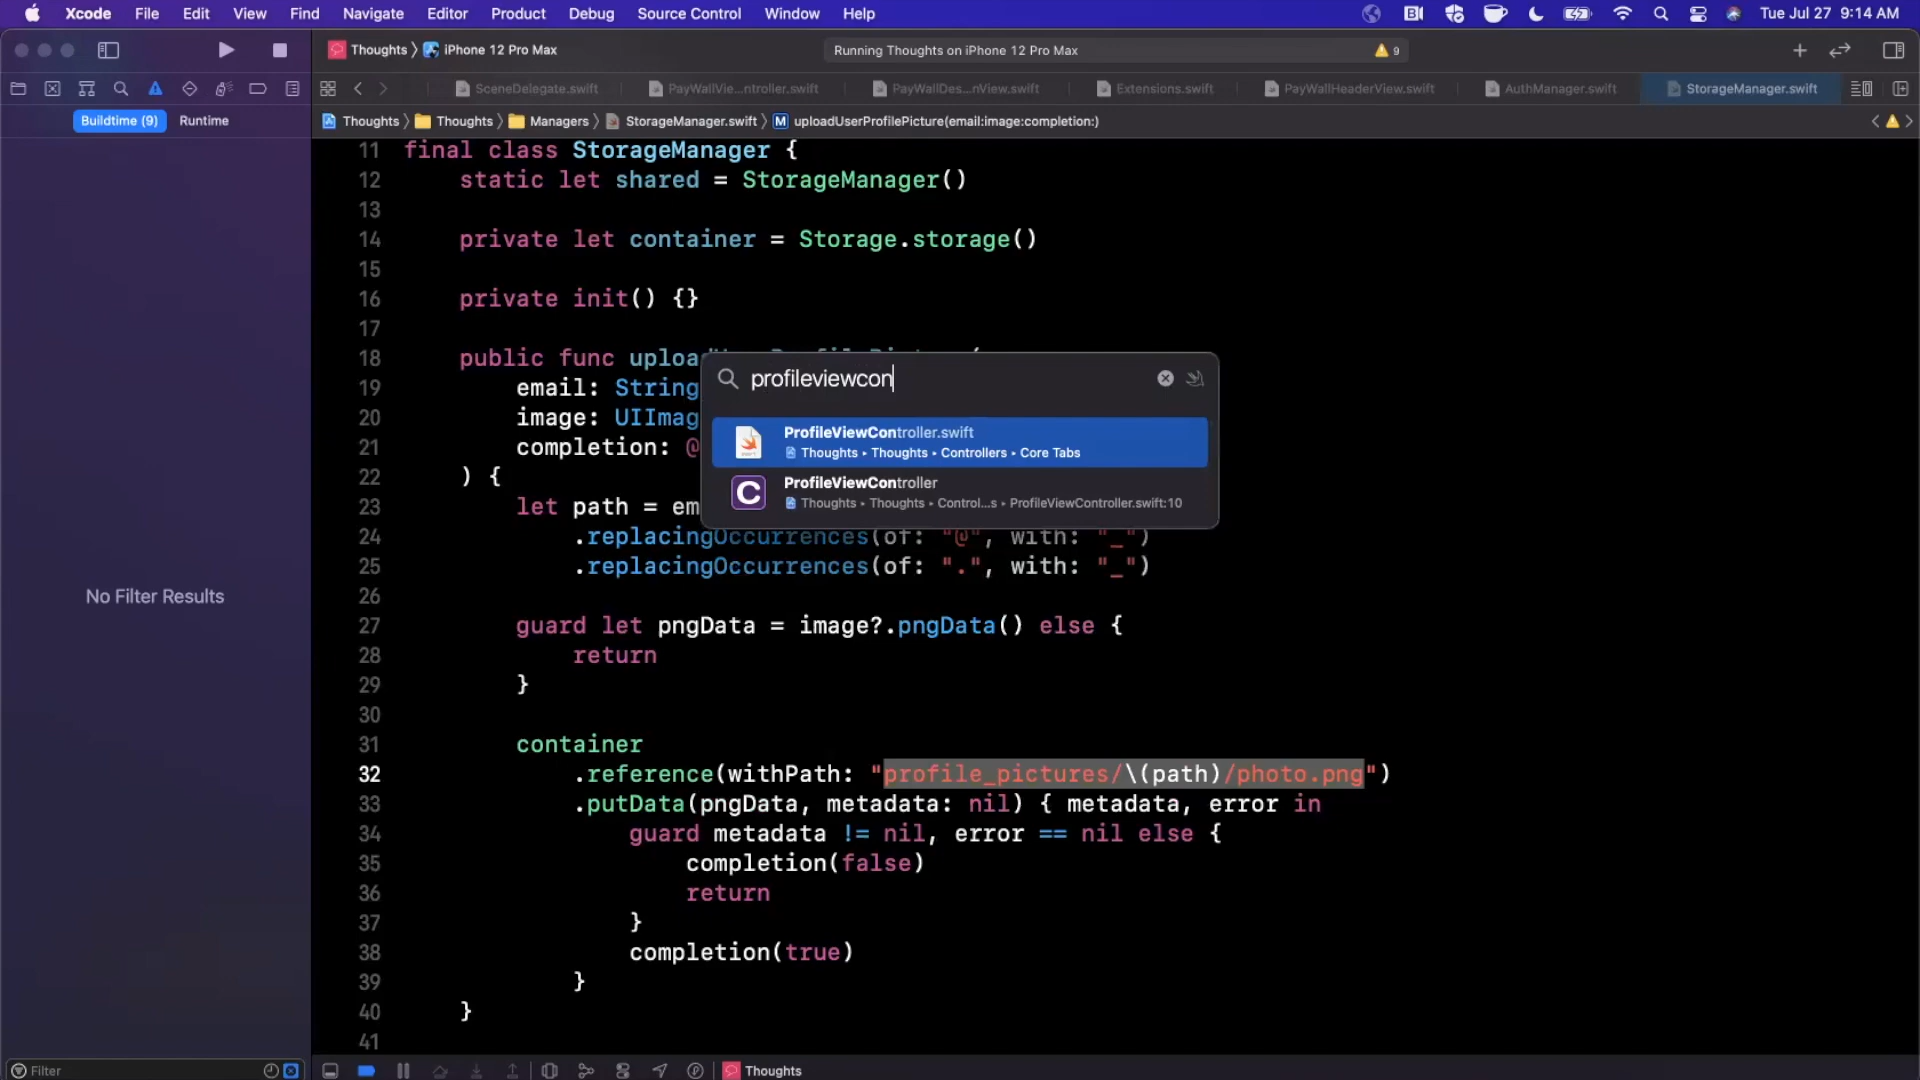 Xcode File Edit View Find Navigate Editor Product Debug Source Control Window Help Tue Jul 27 9:14 AM
Thoughts 〉 iPhone 12 Pro Max Running Thoughts on iPhone 12 Pro Max 9
SceneDelegate.swift PayWallVie...ntroller.swift PayWallDes...nView.swift Extensions.swift PayWallHeaderView.swift AuthManager.swift StorageManager.swift
Buildtime (9) Runtime
Thoughts 〉 Thoughts 〉 Managers 〉 StorageManager.swift 〉 M uploadUserProfilePicture(email:image:completion:)
11 final class StorageManager {
12 static let shared = StorageManager()
13
14 private let container = Storage.storage()
15
16 private init() {}
17
18 public func uploa
19 email: String
20 image: UIImag
21 completion: @
22 ) {
23 let path = em
24 .replacingOccurrences(of: "@", with: "_")
25 .replacingOccurrences(of: ".", with: "_")
26
27 guard let pngData = image?.pngData() else {
28 return
29 }
30
31 container
32 .reference(withPath: "profile_pictures/\(path)/photo.png")
33 .putData(pngData, metadata: nil) { metadata, error in
34 guard metadata != nil, error == nil else {
35 completion(false)
36 return
37 }
38 completion(true)
39 }
40 }
41
profileviewcon
ProfileViewController.swift
Thoughts ▸ Thoughts ▸ Controllers ▸ Core Tabs
C ProfileViewController
Thoughts ▸ Thoughts ▸ Control...s ▸ ProfileViewController.swift:10
No Filter Results
Filter
Thoughts